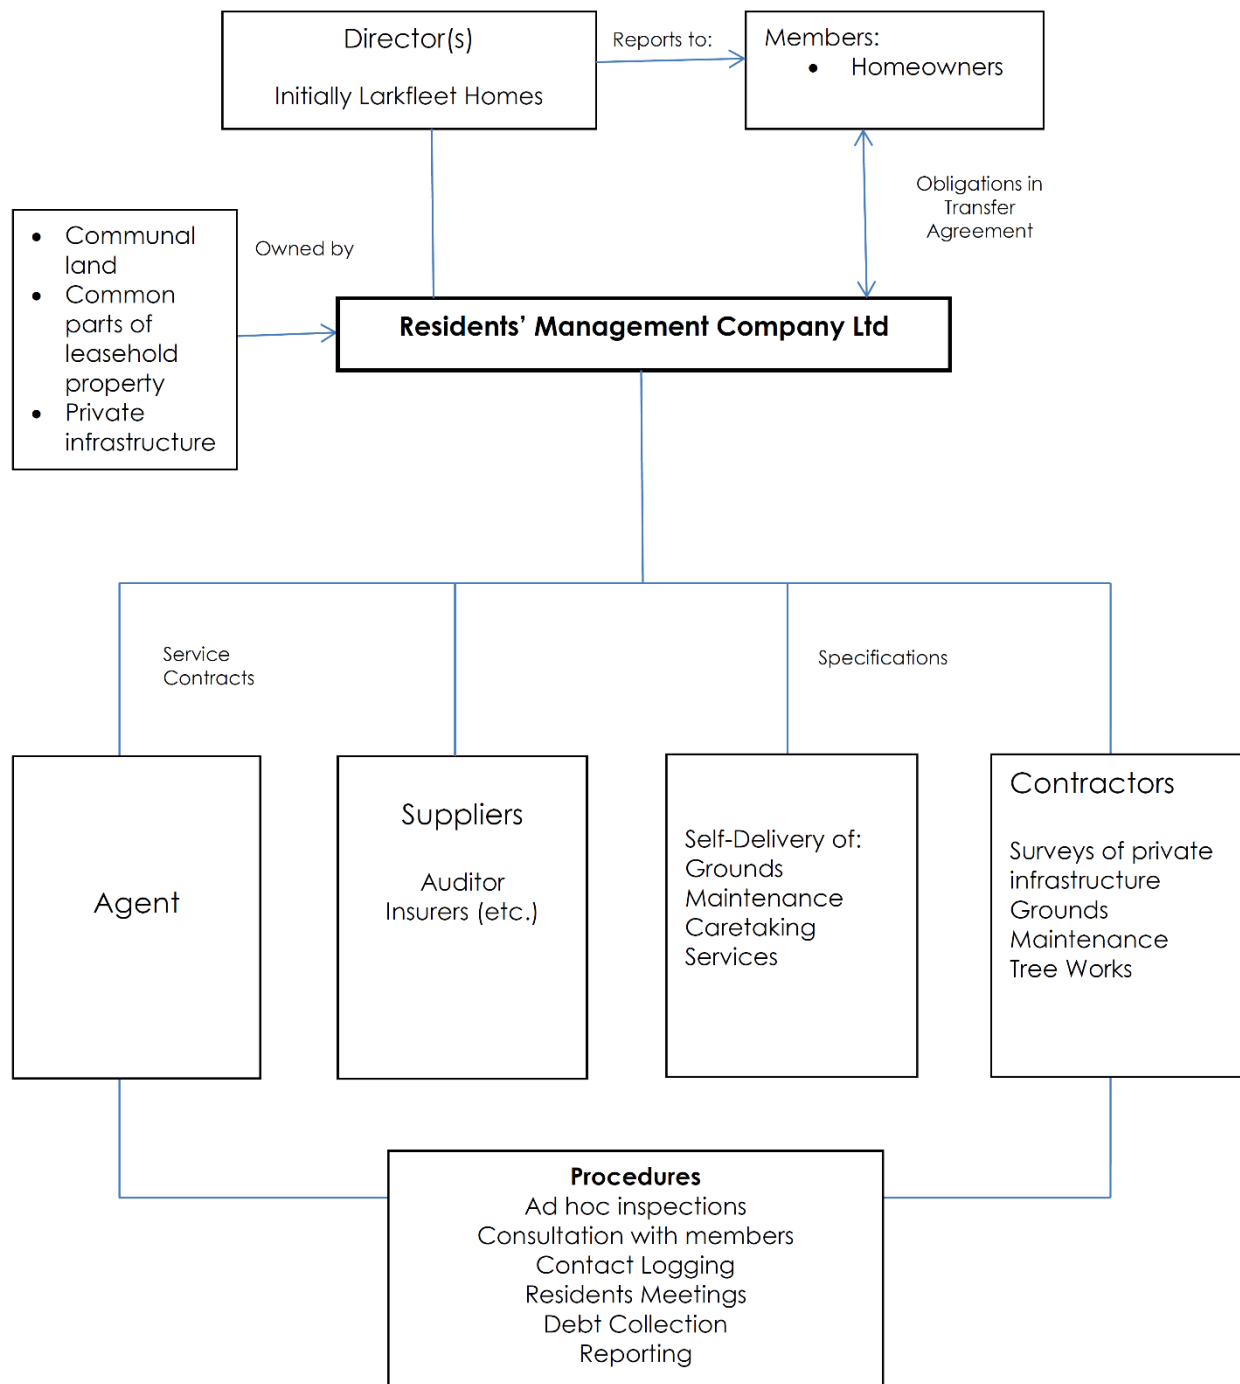 Director(s)
Initially Larkfleet Homes
Reports to:
Members:
• Homeowners
Obligations in
Transfer
Agreement
• Communal
land
• Common
parts of
leasehold
property
• Private
infrastructure
Owned by
Residents’ Management Company Ltd
Service
Contracts
Specifications
Agent
Suppliers
Auditor
Insurers (etc.)
Self-Delivery of:
Grounds
Maintenance
Caretaking
Services
Contractors
Surveys of private
infrastructure
Grounds
Maintenance
Tree Works
Procedures
Ad hoc inspections
Consultation with members
Contact Logging
Residents Meetings
Debt Collection
Reporting